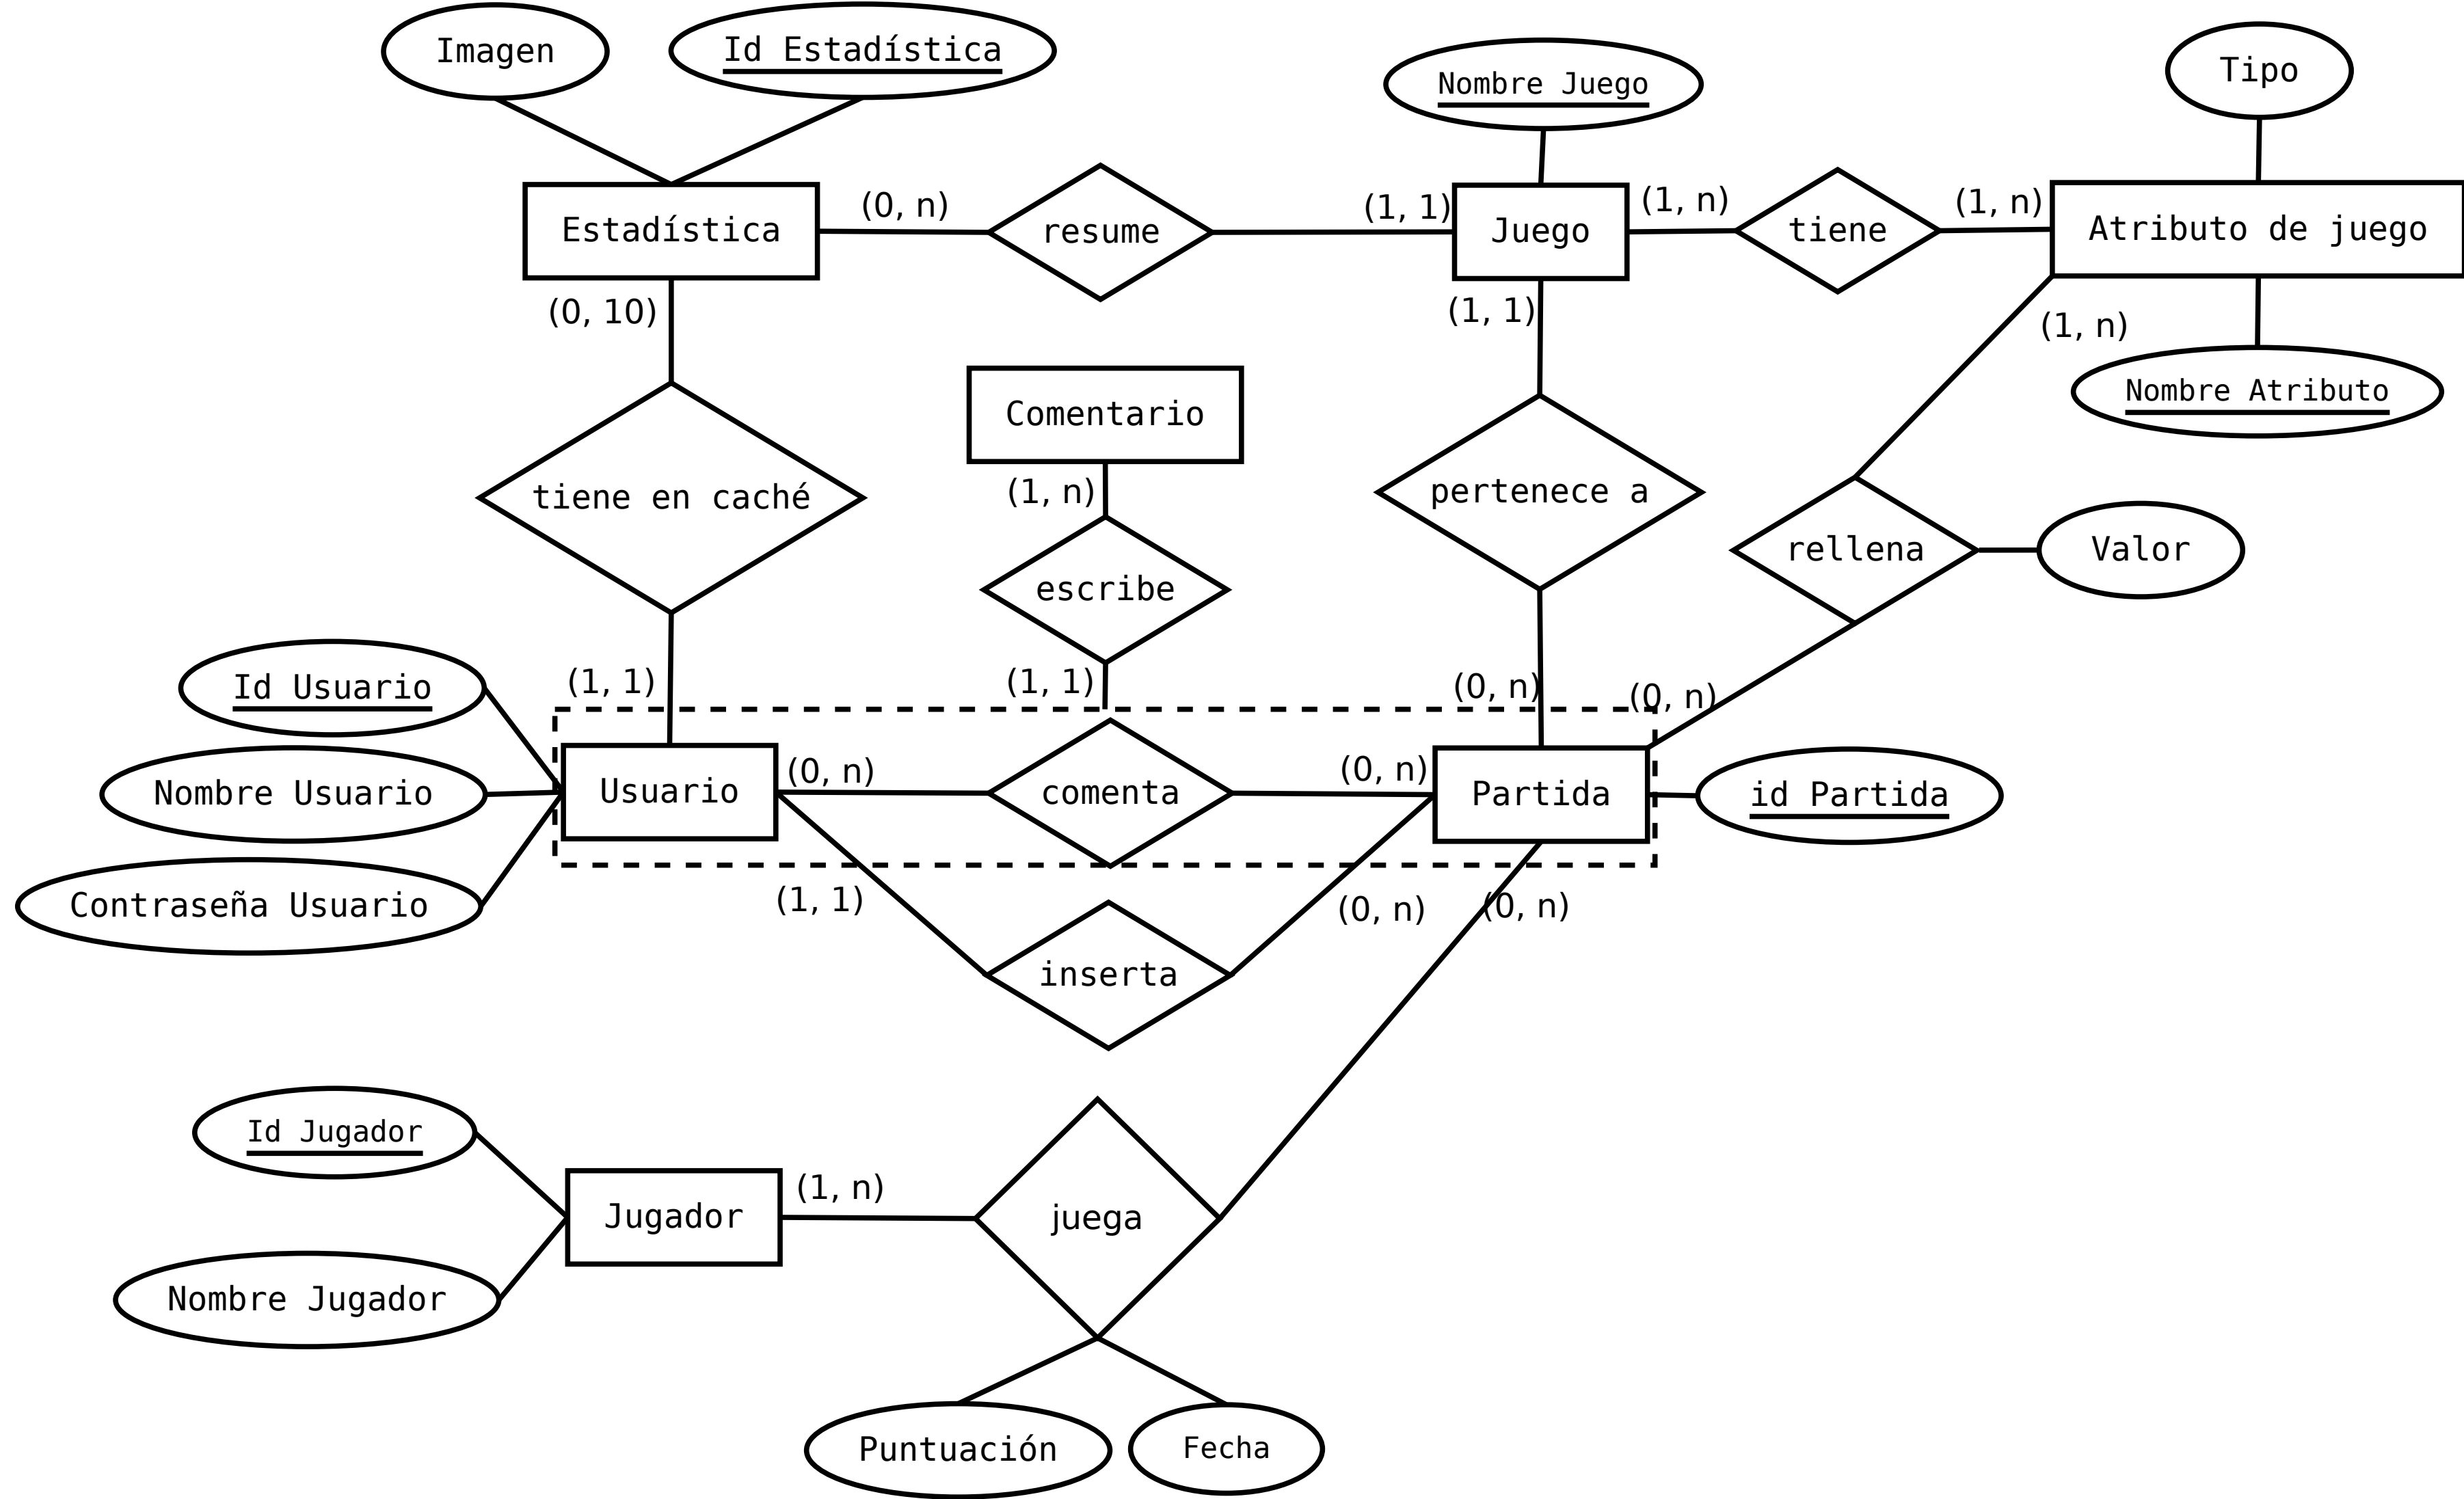 Imagen
Id Estadística
Nombre Juego
Tipo
Estadística
(0, n)
resume
(1, 1)
Juego
(1, n)
tiene
(1, n)
Atributo de juego
(0, 10)
(1, 1)
(1, n)
Nombre Atributo
Comentario
tiene en caché
(1, n)
pertenece a
escribe
rellena
Valor
Id Usuario
(1, 1)
(1, 1)
(0, n)
(0, n)
Nombre Usuario
Usuario
(0, n)
comenta
(0, n)
Partida
id Partida
Contraseña Usuario
(1, 1)
(0, n)
(0, n)
inserta
Id Jugador
Jugador
(1, n)
juega
Nombre Jugador
Puntuación
Fecha